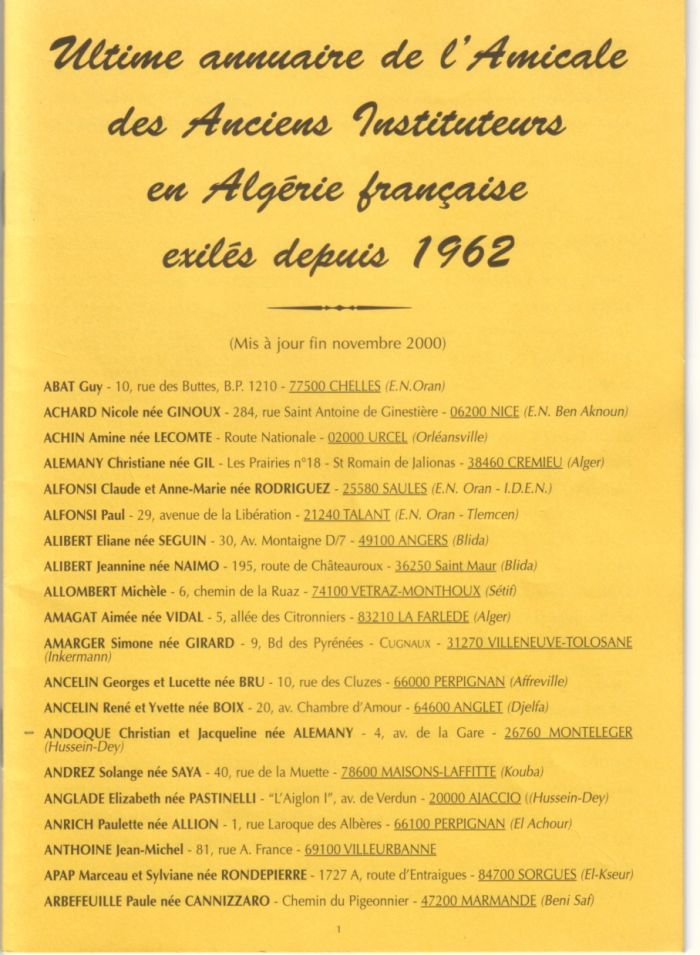 Ultime annuaire de l'Amicale
des Anciens Instituteurs
en Algérie française
exilés depuis 1962
(Mis à jour fin novembre 2000)
ABAT Guy - 10, rue des Buttes, B.P. 1210 - 77500 CHELLES (E.N.Oran)
ACHARD Nicole née GINOUX - 284, rue Saint Antoine de Ginestière - 06200 NICE (E.N. Ben Aknoun)
ACHIN Amine née LECOMTE - Route Nationale - 02000 URCEL (Orléansville)
ALEMANY Christiane née GIL - Les Prairies n°18 - St Romain de Jalionas - 38460 CREMIEU (Alger)
ALFONSI Claude et Anne-Marie née RODRIGUEZ - 25580 SAULES (E.N. Oran - I.D.E.N.)
ALFONSI Paul - 29, avenue de la Libération - 21240 TALANT (E.N. Oran - Tlemcen)
ALIBERT Eliane née SEGUIN - 30, Av. Montaigne D/7 - 49100 ANGERS (Blida)
ALIBERT Jeannine née NAIMO - 195, route de Châteauroux - 36250 Saint Maur (Blida)
ALLOMBERT Michèle - 6, chemin de la Ruaz - 74100 VETRAZ-MONTHOUX (Sétif)
AMAGAT Aimée née VIDAL - 5, allée des Citronniers - 83210 LA FARLEDE (Alger)
AMARGER Simone née GIRARD - 9, Bd des Pyrénées - CUGNAUX - 31270 VILLENEUVE-TOLOSANE
(Inkermann)
ANCELIN Georges et Lucette née BRU - 10, rue des Cluzes - 66000 PERPIGNAN (Affreville)
ANCELIN René et Yvette née BOIX - 20, av. Chambre d'Amour - 64600 ANGLET (Djelfa)
ANDOQUE Christian et Jacqueline née ALEMANY - 4, av. de la Gare - 26760 MONTELEGER
(Hussein-Dey)
ANDREZ Solange née SAYA - 40, rue de la Muette - 78600 MAISONS-LAFFITTE (Kouba)
ANGLADE Elizabeth née PASTINELLI - "L'Aiglon I", av. de Verdun - 20000 AJACCIO ((Hussein-Dey)
ANRICH Paulette née ALLION - 1, rue Laroque des Albères - 66100 PERPIGNAN (El Achour)
ANTHOINE Jean-Michel - 81, rue A. France - 69100 VILLEURBANNE
APAP Marceau et Sylviane née RONDEPIERRE - 1727 A, route d'Entraigues - 84700 SORGUES (El-Kseur)
ARBEFEUILLE Paule née CANNIZZARO - Chemin du Pigeonnier - 47200 MARMANDE (Beni Saf)
1